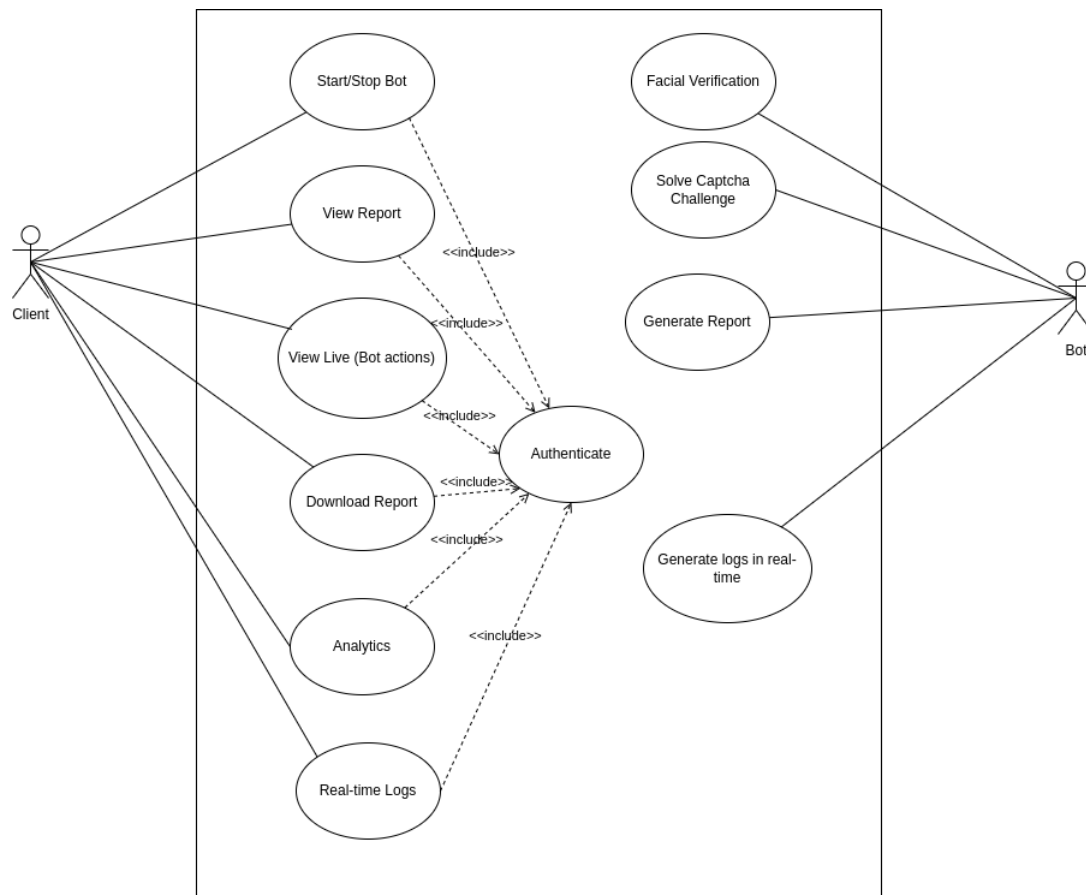 Start/Stop Bot
Facial Verification
Solve Captcha
Challenge
View Report
<<include>>
Client
Bot
Generate Report
<<include>>
View Live (Bot actions)
<<include>>
Authenticate
Download Report
<<include>>
<<include>>
Generate logs in real-
time
Analytics
<<include>>
Real-time Logs